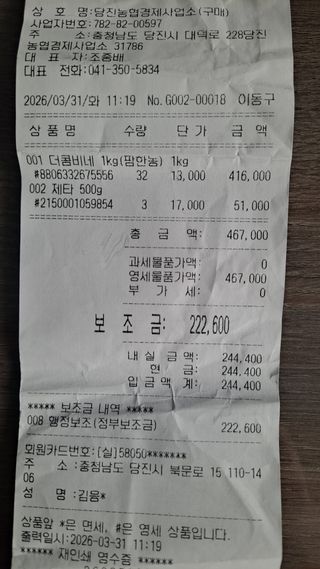 상 호 명:당진농협경제사업소(구매)
사업자번호:782-82-00597
주 소:충청남도 당진시 대덕로 228당진
농협경제사업소 31786
대 표 자:조중배
대표 전화:041-350-5834
2026/03/31/화 11:19 No.G002-00018 이동구
상 품 명 수량 단 가 금 액
001 더콤비네 1kg(팜한농) 1kg
#8806332675556 32 13,000 416,000
002 제타 500g
#2150001059854 3 17,000 51,000
총 금 액: 467,000
과세물품가액: 0
영세물품가액: 467,000
부 가 세: 0
보 조 금: 222,600
내 실 금 액: 244,400
현 금: 244,400
입 금 액 계: 244,400
***** 보조금 내역 *****
008 행정보조(정부보조금) 222,600
회원카드번호:[실]58050*******
주 소 :충청남도 당진시 북문로 15 110-14
06
성 명 :김용*
상품앞 *은 면세, #은 영세 상품입니다.
출력일시:2026-03-31 11:19
****** 재인쇄 영수증 ******